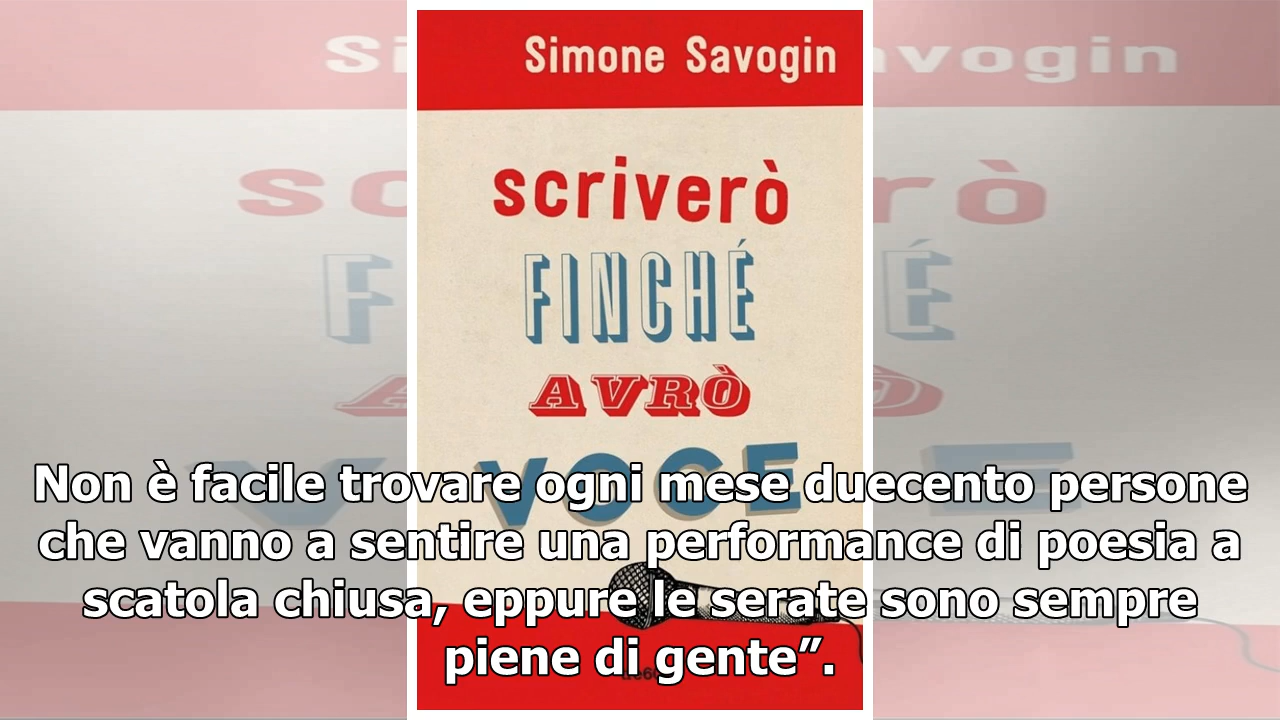 Simone Savogin
scriverò
FINCHÉ
AVRÒ
VOCE
Non è facile trovare ogni mese duecento persone
che vanno a sentire una performance di poesia a
scatola chiusa, eppure le serate sono sempre
piene di gente”.